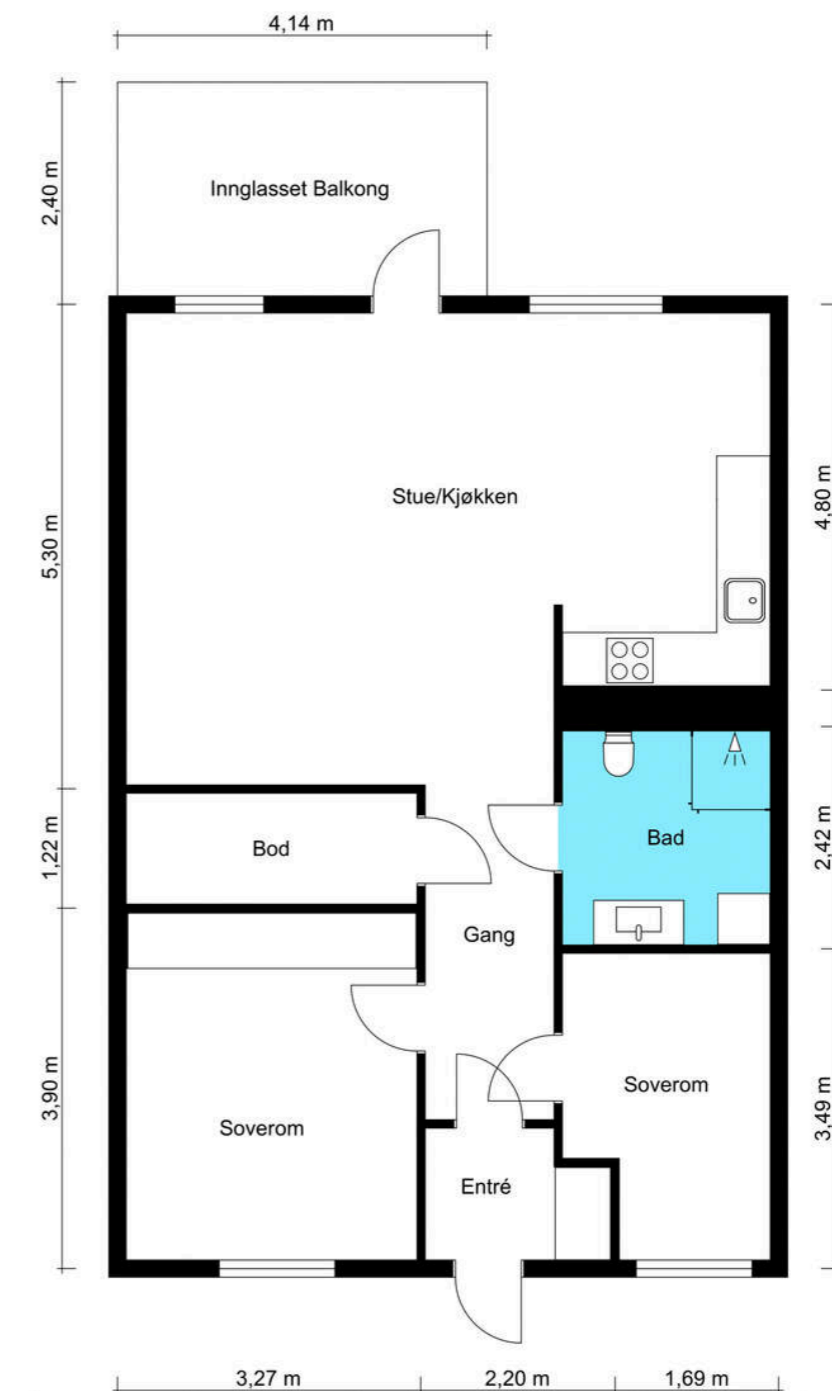 4,14 m
2,40 m
Innglasset Balkong
5,30 m
Stue/Kjøkken
4,80 m
1,22 m
Bod
Bad
2,42 m
Gang
3,90 m
Soverom
Soverom
3,49 m
Entré
3,27 m
2,20 m
1,69 m